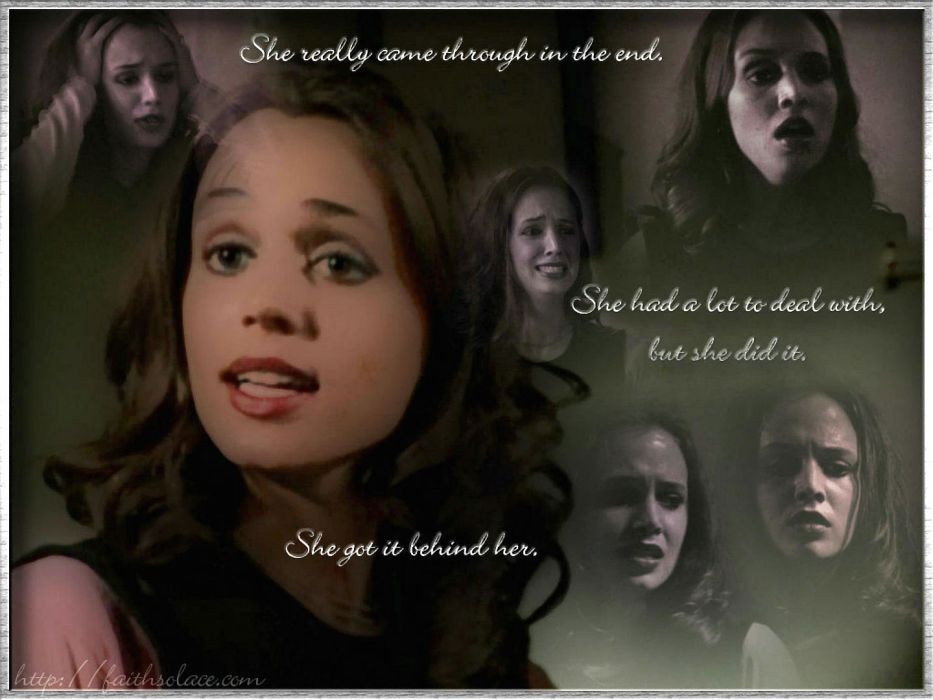 She really came through in the end.
She had a lot to deal with,
but she did it.
She got it behind her.
http://faithsolace.com